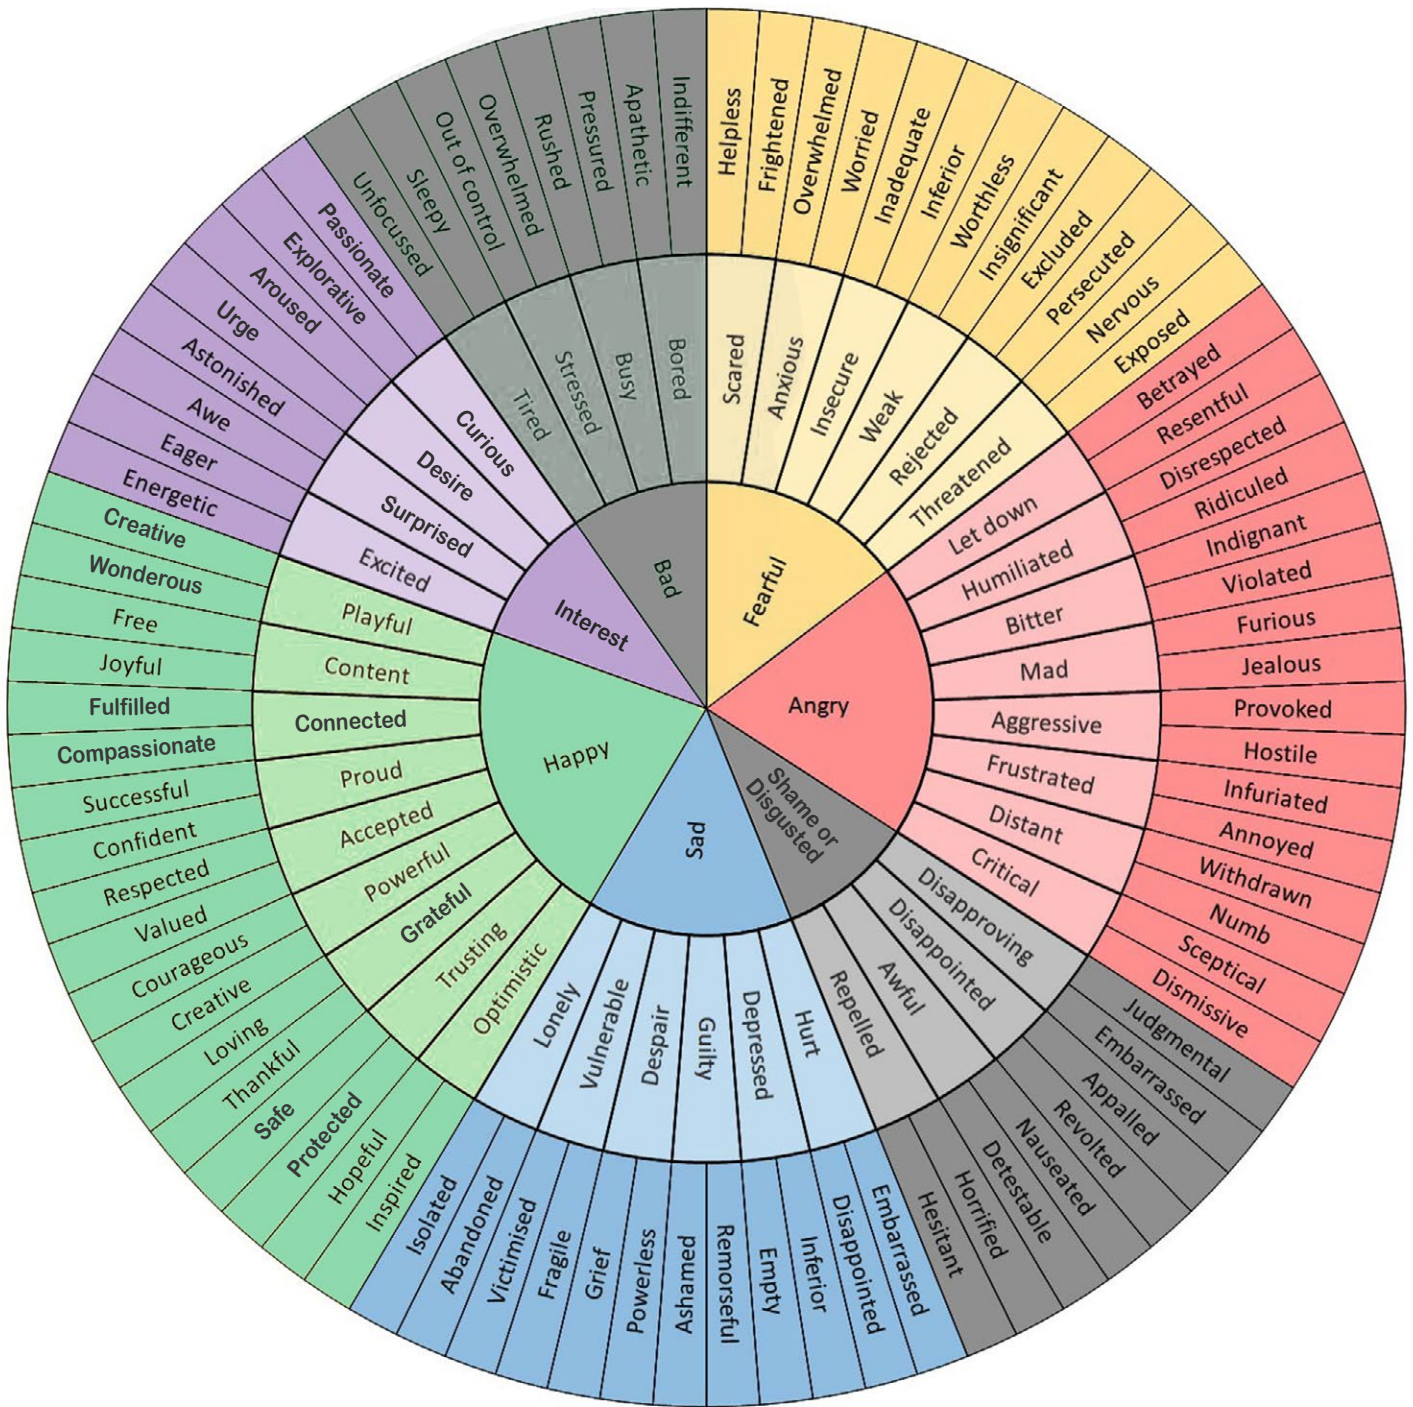 Fearful
Angry
Shame or
Disgusted
Sad
Happy
Interest
Bad
Scared
Anxious
Insecure
Weak
Rejected
Threatened
Let down
Humiliated
Bitter
Mad
Aggressive
Frustrated
Distant
Critical
Disapproving
Disappointed
Awful
Repelled
Hurt
Depressed
Guilty
Despair
Vulnerable
Lonely
Optimistic
Trusting
Grateful
Powerful
Accepted
Proud
Connected
Content
Playful
Excited
Surprised
Desire
Curious
Tired
Stressed
Busy
Bored
Helpless
Frightened
Overwhelmed
Worried
Inadequate
Inferior
Worthless
Insignificant
Excluded
Persecuted
Nervous
Exposed
Betrayed
Resentful
Disrespected
Ridiculed
Indignant
Violated
Furious
Jealous
Provoked
Hostile
Infuriated
Annoyed
Withdrawn
Numb
Sceptical
Dismissive
Judgmental
Embarrassed
Appalled
Revolted
Nauseated
Detestable
Horrified
Hesitant
Embarrassed
Disappointed
Inferior
Empty
Remorseful
Ashamed
Powerless
Grief
Fragile
Victimised
Abandoned
Isolated
Inspired
Hopeful
Protected
Safe
Thankful
Loving
Creative
Courageous
Valued
Respected
Confident
Successful
Compassionate
Fulfilled
Joyful
Free
Wonderous
Creative
Energetic
Eager
Awe
Astonished
Urge
Aroused
Explorative
Passionate
Unfocussed
Sleepy
Out of control
Overwhelmed
Rushed
Pressured
Apathetic
Indifferent